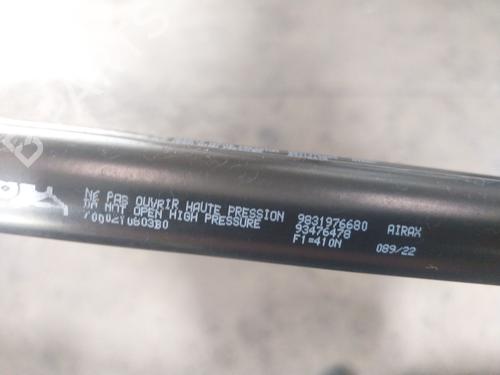 NE PAS OUVRIR HAUTE PRESSION 9831976680 AIRAX
DO NOT OPEN HIGH PRESSURE 93476478
F1=410N 089/22